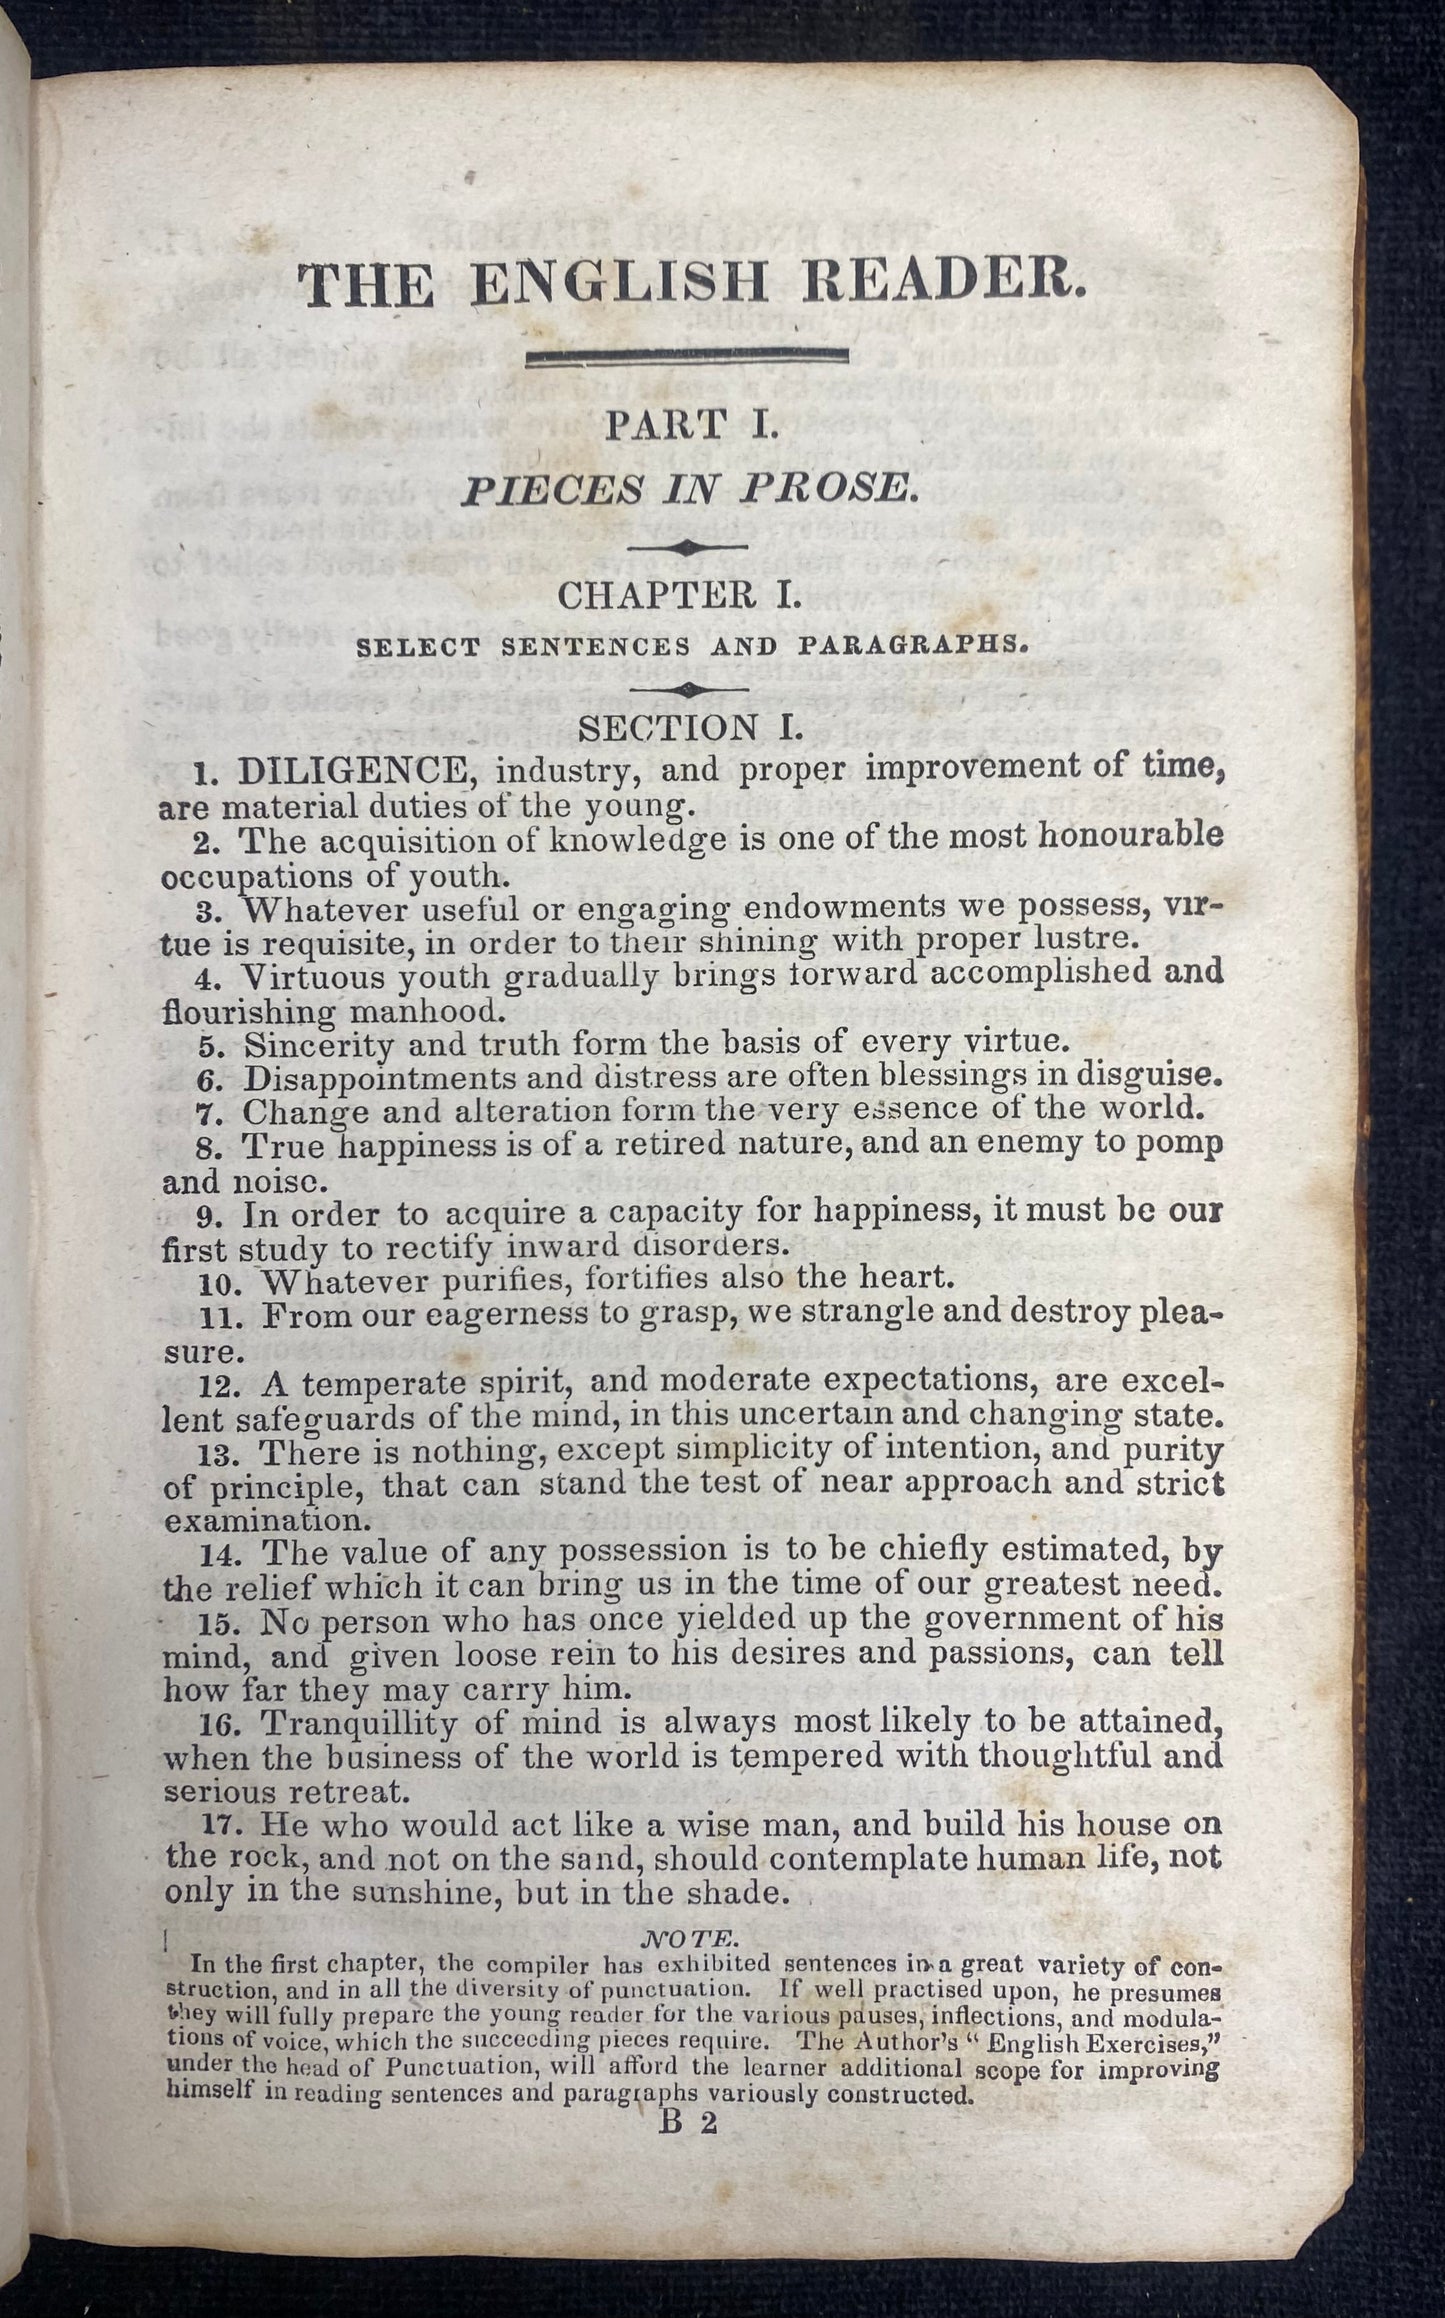 THE ENGLISH READER.
PART I.
PIECES IN PROSE.
CHAPTER I.
SELECT SENTENCES AND PARAGRAPHS.
SECTION I.
1. DILIGENCE, industry, and proper improvement of time,
are material duties of the young.
2. The acquisition of knowledge is one of the most honourable
occupations of youth.
3. Whatever useful or engaging endowments we possess, vir-
tue is requisite, in order to their shining with proper lustre.
4. Virtuous youth gradually brings forward accomplished and
flourishing manhood.
5. Sincerity and truth form the basis of every virtue.
6. Disappointments and distress are often blessings in disguise.
7. Change and alteration form the very essence of the world.
8. True happiness is of a retired nature, and an enemy to pomp
and noise.
9. In order to acquire a capacity for happiness, it must be our
first study to rectify inward disorders.
10. Whatever purifies, fortifies also the heart.
11. From our eagerness to grasp, we strangle and destroy plea-
sure.
12. A temperate spirit, and moderate expectations, are excel-
lent safeguards of the mind, in this uncertain and changing state.
13. There is nothing, except simplicity of intention, and purity
of principle, that can stand the test of near approach and strict
examination.
14. The value of any possession is to be chiefly estimated, by
the relief which it can bring us in the time of our greatest need.
15. No person who has once yielded up the government of his
mind, and given loose rein to his desires and passions, can tell
how far they may carry him.
16. Tranquillity of mind is always most likely to be attained,
when the business of the world is tempered with thoughtful and
serious retreat.
17. He who would act like a wise man, and build his house on
the rock, and not on the sand, should contemplate human life, not
only in the sunshine, but in the shade.
NOTE.
In the first chapter, the compiler has exhibited sentences in a great variety of con-
struction, and in all the diversity of punctuation. If well practised upon, he presumes
they will fully prepare the young reader for the various pauses, inflections, and modula-
tions of voice, which the succeeding pieces require. The Author's "English Exercises,"
under the head of Punctuation, will afford the learner additional scope for improving
himself in reading sentences and paragraphs variously constructed.
B 2